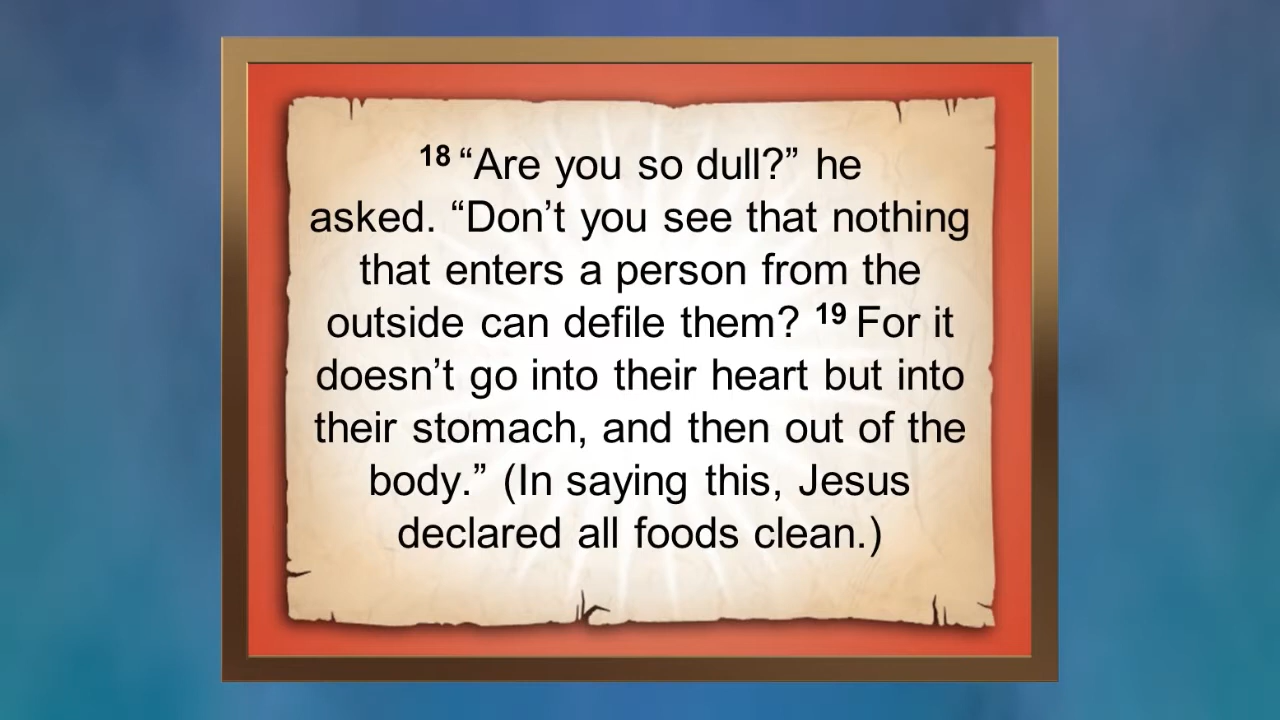 18 “Are you so dull?” he
asked. “Don’t you see that nothing
that enters a person from the
outside can defile them? 19 For it
doesn’t go into their heart but into
their stomach, and then out of the
body.” (In saying this, Jesus
declared all foods clean.)